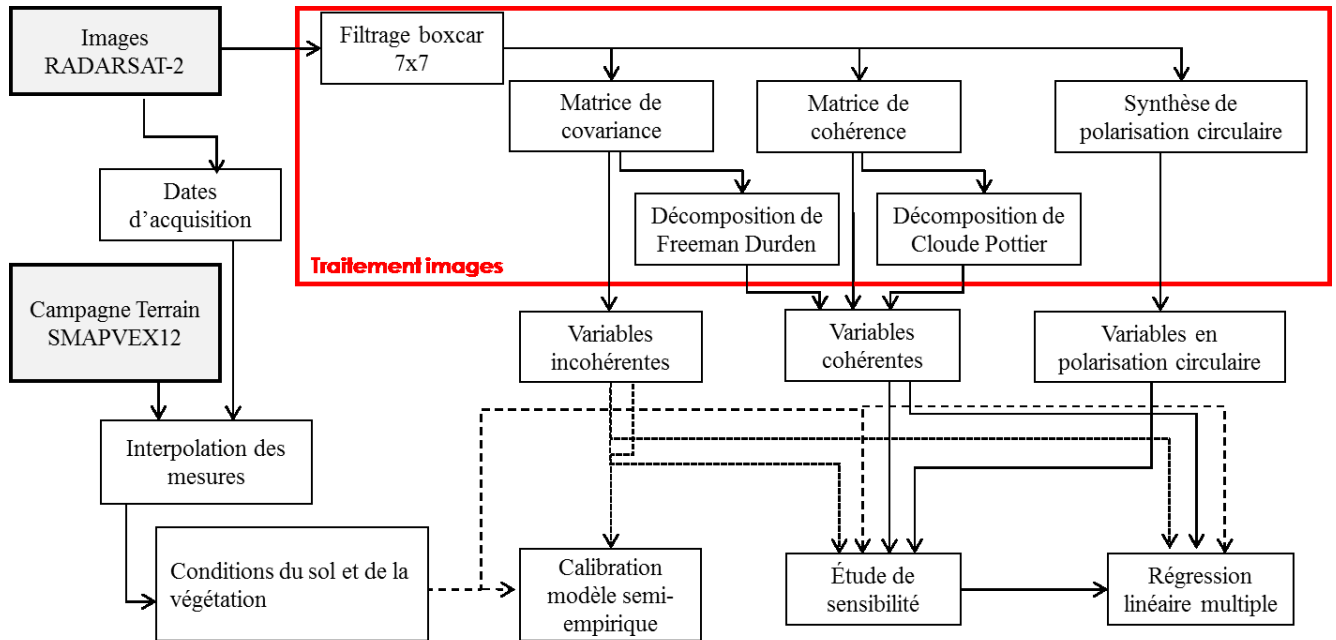 Images
RADARSAT-2
Filtrage boxcar
7x7
Matrice de
covariance
Matrice de
cohérence
Synthèse de
polarisation circulaire
Dates
d’acquisition
Décomposition de
Freeman Durden
Décomposition de
Cloude Pottier
Traitement images
Campagne Terrain
SMAPVEX12
Variables
incohérentes
Variables
cohérentes
Variables en
polarisation circulaire
Interpolation des
mesures
Conditions du sol et de la
végétation
Calibration
modèle semi-
empirique
Étude de
sensibilité
Régression
linéaire multiple